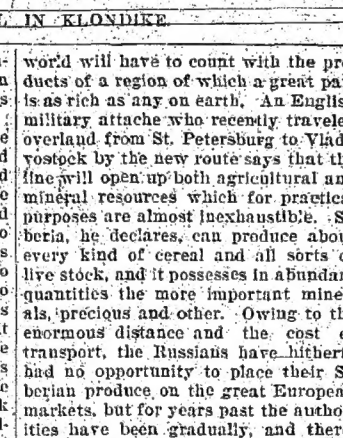 IN KLONDIKE.
world will have to count with the pro
ducts of a region of which a great pa
is as rich as any on earth. An Englis
military attache who recently travele
overland from St. Petersburg to Vlad
vostock by the new route says that th
line will open up both agricultural an
mineral resources which for practica
purposes are almost inexhaustible. S
beria, he declares, can produce abou
every kind of cereal and all sorts o
live stock, and it possesses in abundan
quantities the more important mine
als, precious and other. Owing to th
enormous distance and the cost o
transport, the Russians have hithert
had no opportunity to place their S
berian produce on the great Europea
markets, but for years past the autho
ities have been gradually, and there